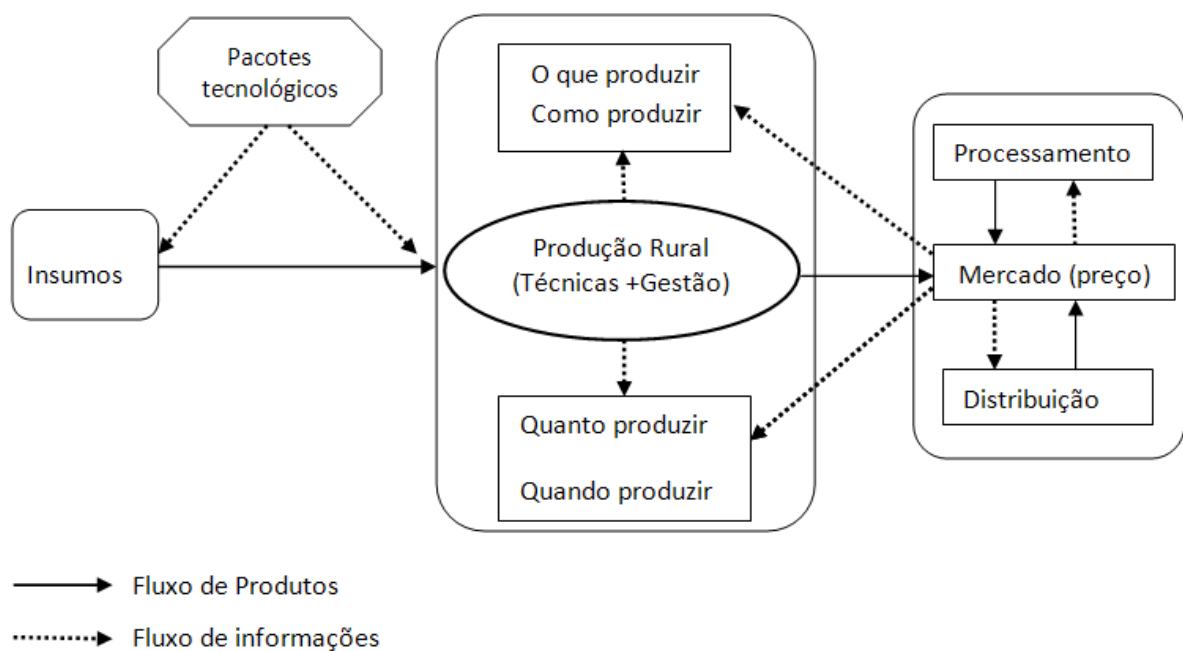 Pacotes
tecnológicos
O que produzir
Como produzir
Processamento
Insumos
Produção Rural
(Técnicas +Gestão)
Mercado (preço)
Distribuição
Quanto produzir
Quando produzir
Fluxo de Produtos
Fluxo de informações